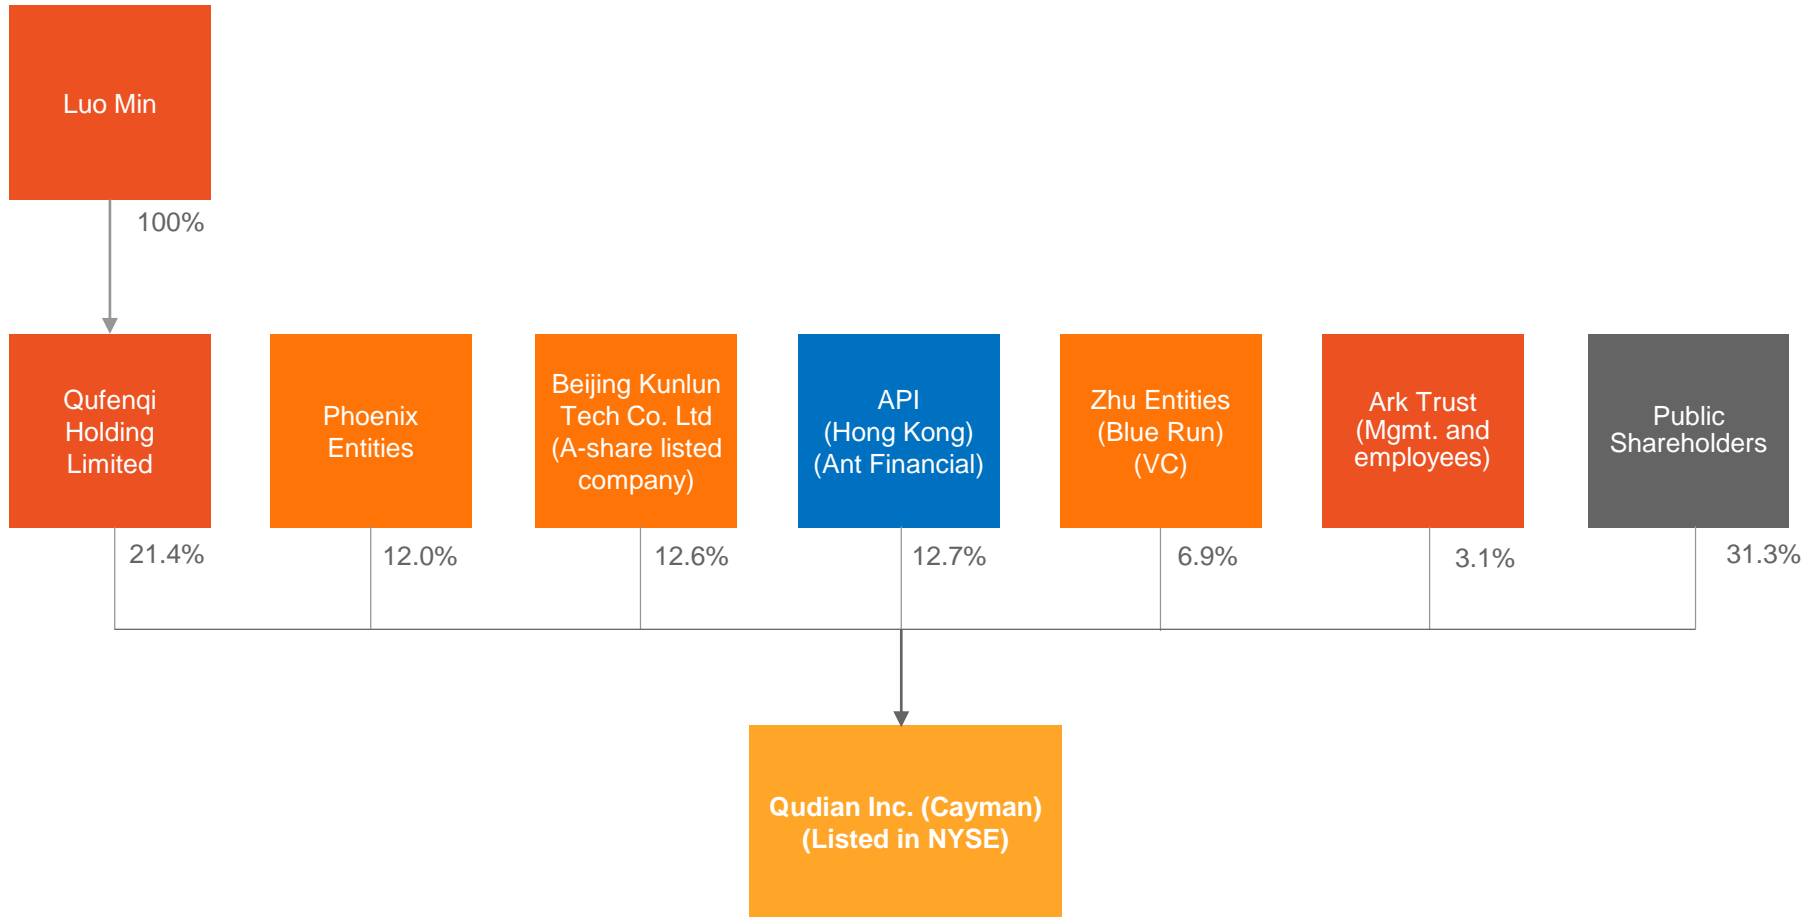 Luo Min
100%
Qufenqi
Holding
Limited
Phoenix
Entities
Beijing Kunlun
Tech Co. Ltd
(A-share listed
company)
API
(Hong Kong)
(Ant Financial)
Zhu Entities
(Blue Run)
(VC)
Ark Trust
(Mgmt. and
employees)
Public
Shareholders
21.4%
12.0%
12.6%
12.7%
6.9%
3.1%
31.3%
Qudian Inc. (Cayman)
(Listed in NYSE)